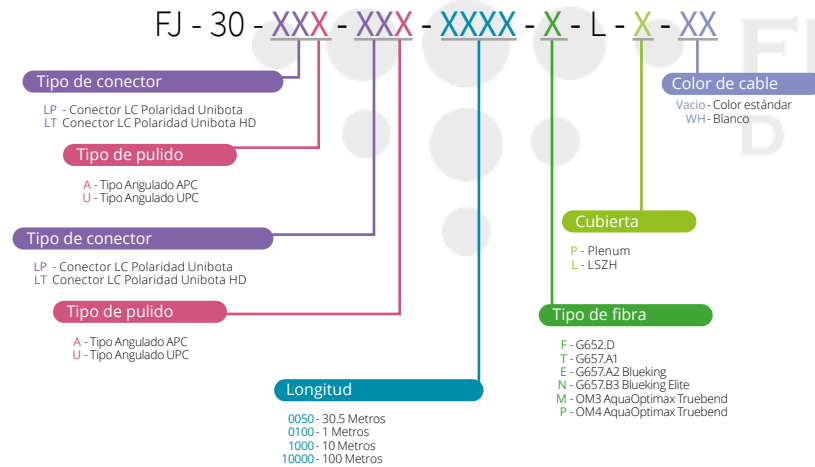 FJ - 30 - XXX - XXX - XXXX - X - L - X - XX
Tipo de conector
LP - Conector LC Polaridad Unibota
LT Conector LC Polaridad Unibota HD
Tipo de pulido
A - Tipo Angulado APC
U - Tipo Angulado UPC
Tipo de conector
LP - Conector LC Polaridad Unibota
LT Conector LC Polaridad Unibota HD
Tipo de pulido
A - Tipo Angulado APC
U - Tipo Angulado UPC
Longitud
0050 - 30.5 Metros
0100 - 1 Metros
1000 - 10 Metros
10000 - 100 Metros
Tipo de fibra
F - G652.D
T - G657.A1
E - G657.A2 Blueking
N - G657.B3 Blueking Elite
M - OM3 AquaOptimax Truebend
P - OM4 AquaOptimax Truebend
Cubierta
P - Plenum
L - LSZH
Color de cable
Vacio - Color estándar
WH - Blanco